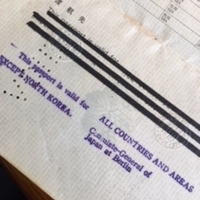 This passport is valid for
ALL COUNTRIES AND AREAS
EXCEPT NORTH KOREA.
Consulate-General of
Japan at Berlin